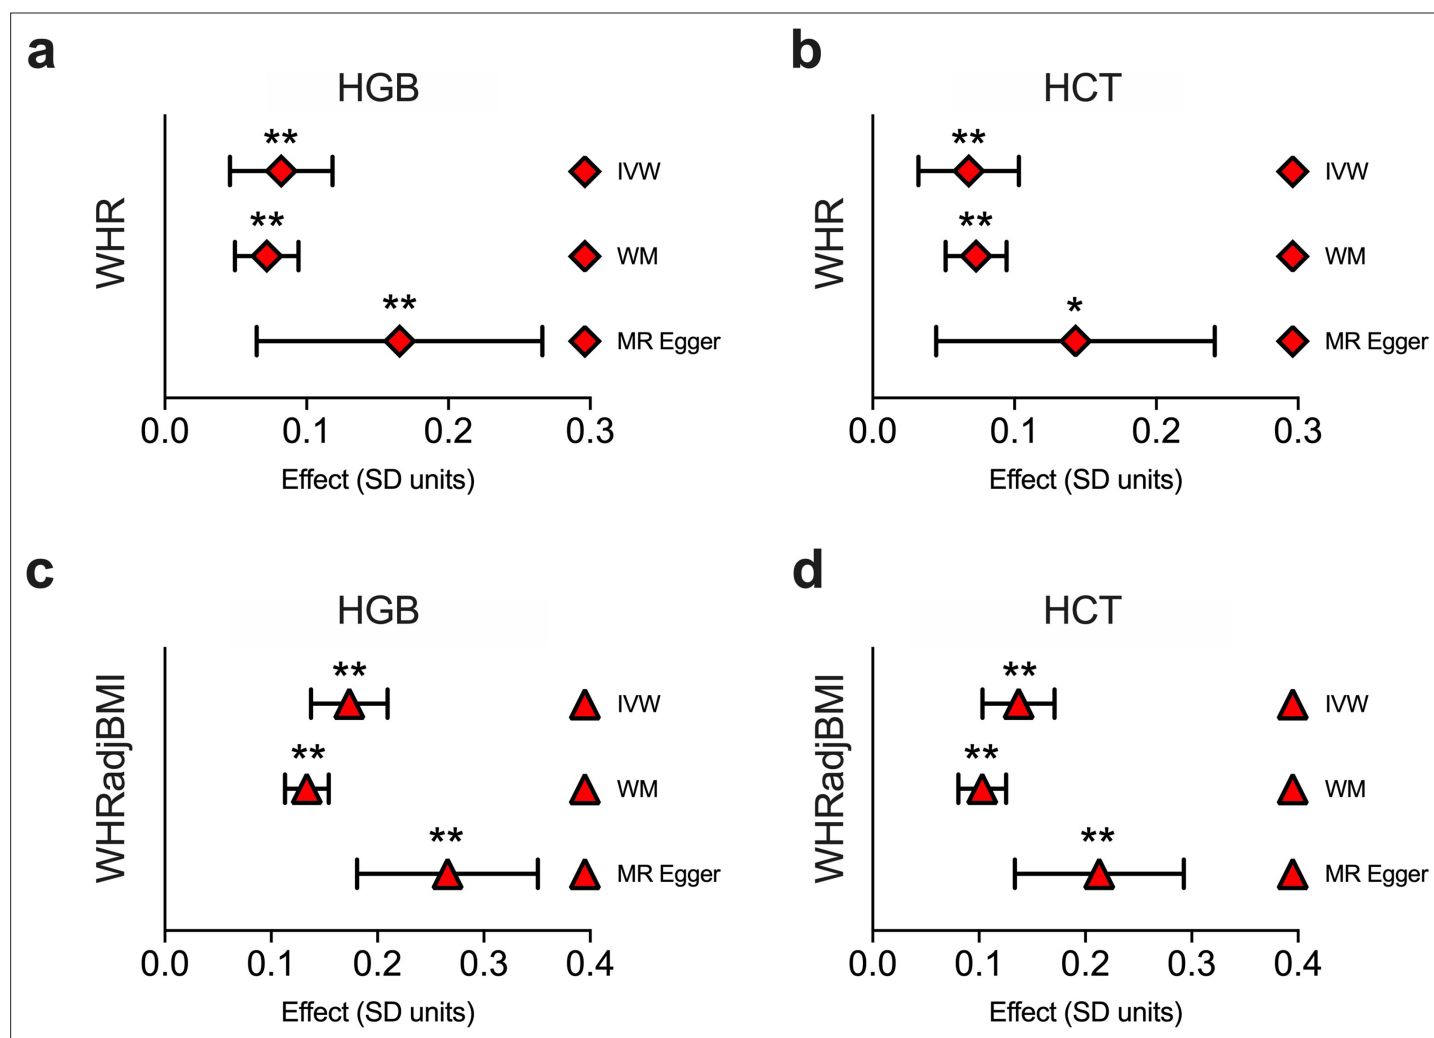 a
HGB
WHR
**
IVW
**
WM
**
MR Egger
0.0 0.1 0.2 0.3
Effect (SD units)
b
HCT
WHR
**
IVW
**
WM
*
MR Egger
0.0 0.1 0.2 0.3
Effect (SD units)
c
HGB
WHRadjBMI
**
IVW
**
WM
**
MR Egger
0.0 0.1 0.2 0.3 0.4
Effect (SD units)
d
HCT
WHRadjBMI
**
IVW
**
WM
**
MR Egger
0.0 0.1 0.2 0.3 0.4
Effect (SD units)